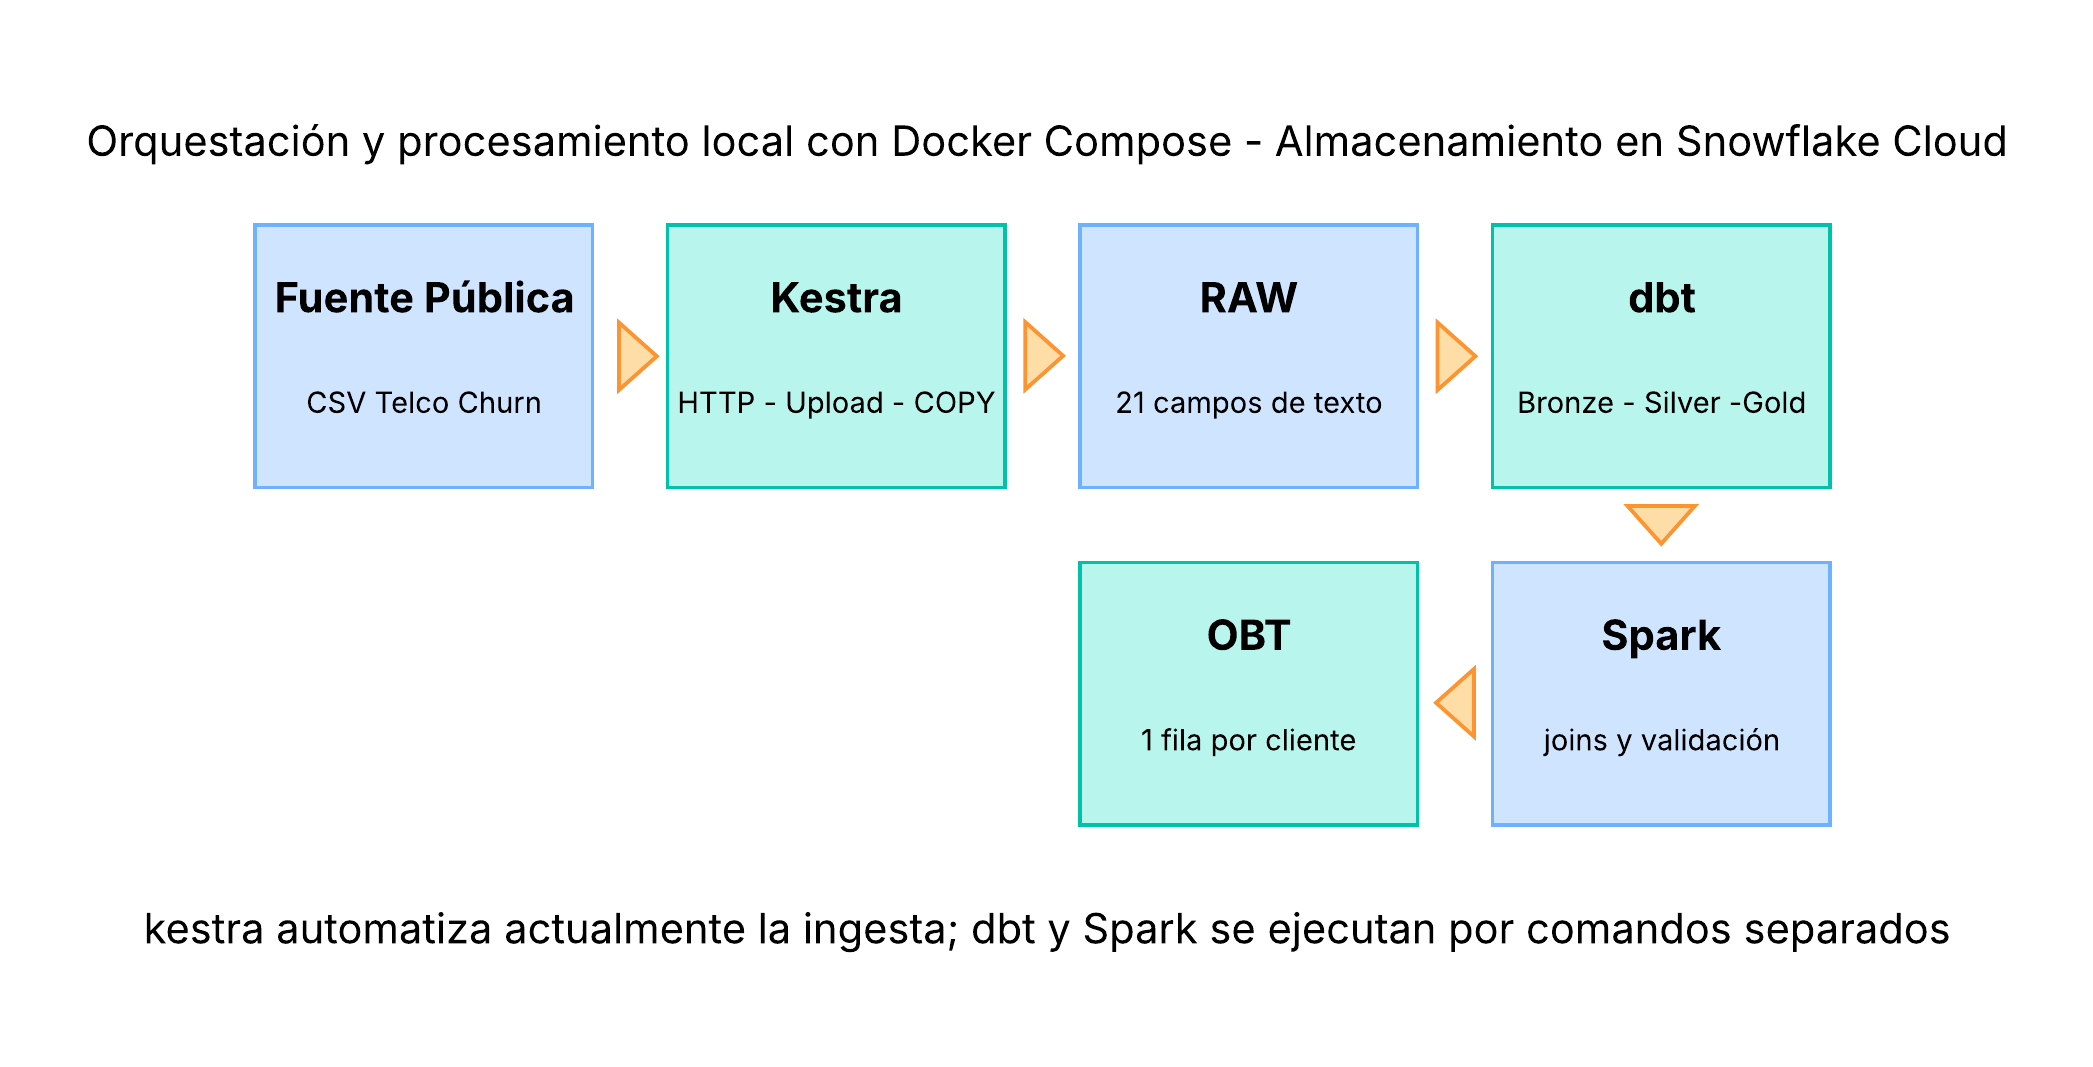 Orquestación y procesamiento local con Docker Compose - Almacenamiento en Snowflake Cloud
Fuente Pública
CSV Telco Churn
Kestra
HTTP - Upload - COPY
RAW
21 campos de texto
dbt
Bronze - Silver -Gold
Spark
joins y validación
OBT
1 fila por cliente
kestra automatiza actualmente la ingesta; dbt y Spark se ejecutan por comandos separados